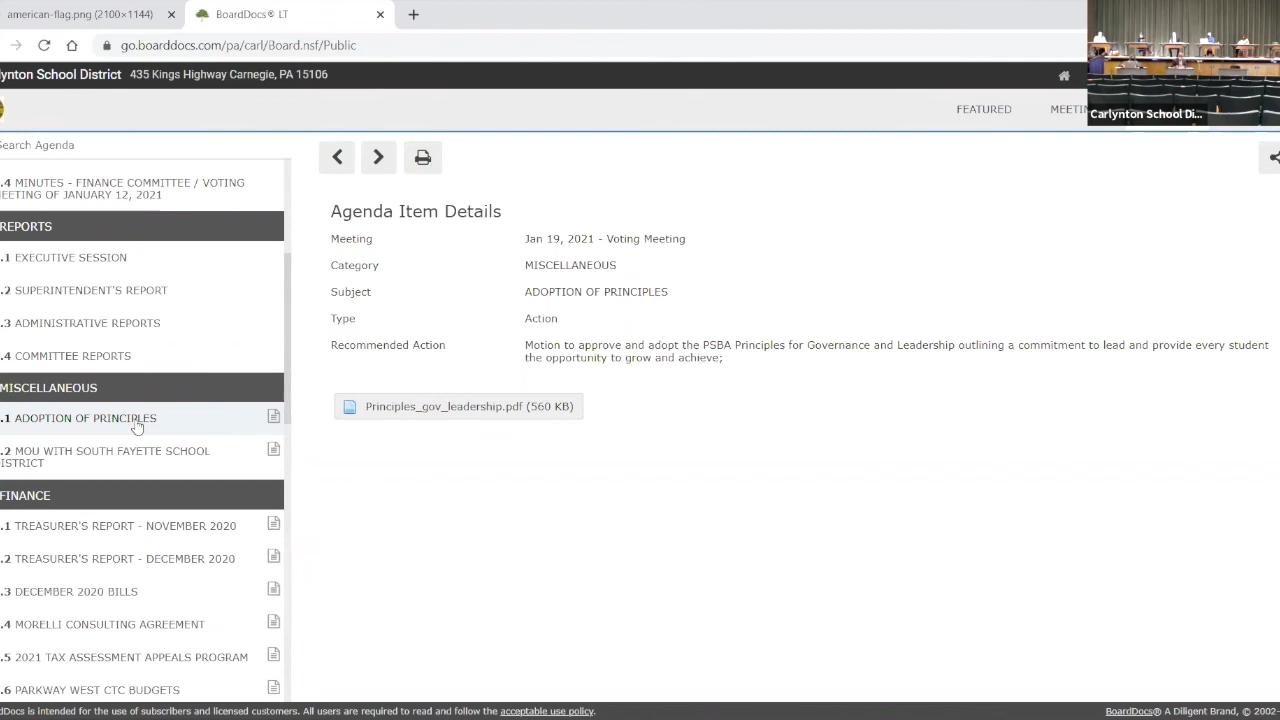 american-flag.png (2100×1144)
BoardDocs® LT
go.boarddocs.com/pa/carl/Board.nsf/Public
School District 435 Kings Highway Carnegie, PA 15106
FEATURED
Carlynton School Di...
Search Agenda
.4 MINUTES - FINANCE COMMITTEE / VOTING
MEETING OF JANUARY 12, 2021
REPORTS
.1 EXECUTIVE SESSION
.2 SUPERINTENDENT'S REPORT
.3 ADMINISTRATIVE REPORTS
.4 COMMITTEE REPORTS
MISCELLANEOUS
.1 ADOPTION OF PRINCIPLES
.2 MOU WITH SOUTH FAYETTE SCHOOL
DISTRICT
FINANCE
.1 TREASURER'S REPORT - NOVEMBER 2020
.2 TREASURER'S REPORT - DECEMBER 2020
.3 DECEMBER 2020 BILLS
.4 MORELLI CONSULTING AGREEMENT
.5 2021 TAX ASSESSMENT APPEALS PROGRAM
.6 PARKWAY WEST CTC BUDGETS
Agenda Item Details
Meeting Jan 19, 2021 - Voting Meeting
Category MISCELLANEOUS
Subject ADOPTION OF PRINCIPLES
Type Action
Recommended Action Motion to approve and adopt the PSBA Principles for Governance and Leadership outlining a commitment to lead and provide every student
the opportunity to grow and achieve;
Principles_gov_leadership.pdf (560 KB)
is intended for the use of subscribers and licensed customers. All users are required to read and follow the acceptable use policy.
BoardDocs® A Diligent Brand, © 2002-